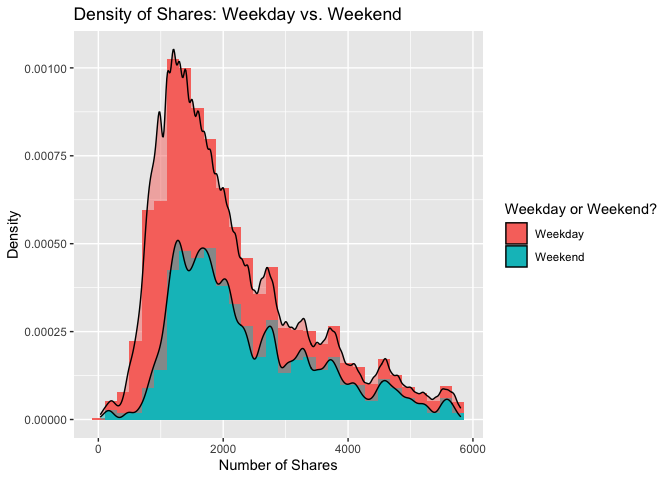 Density of Shares: Weekday vs. Weekend
0.00100
0.00075
0.00050
0.00025
0.00000
Density
0
2000
4000
6000
Number of Shares
Weekday or Weekend?
Weekday
Weekend